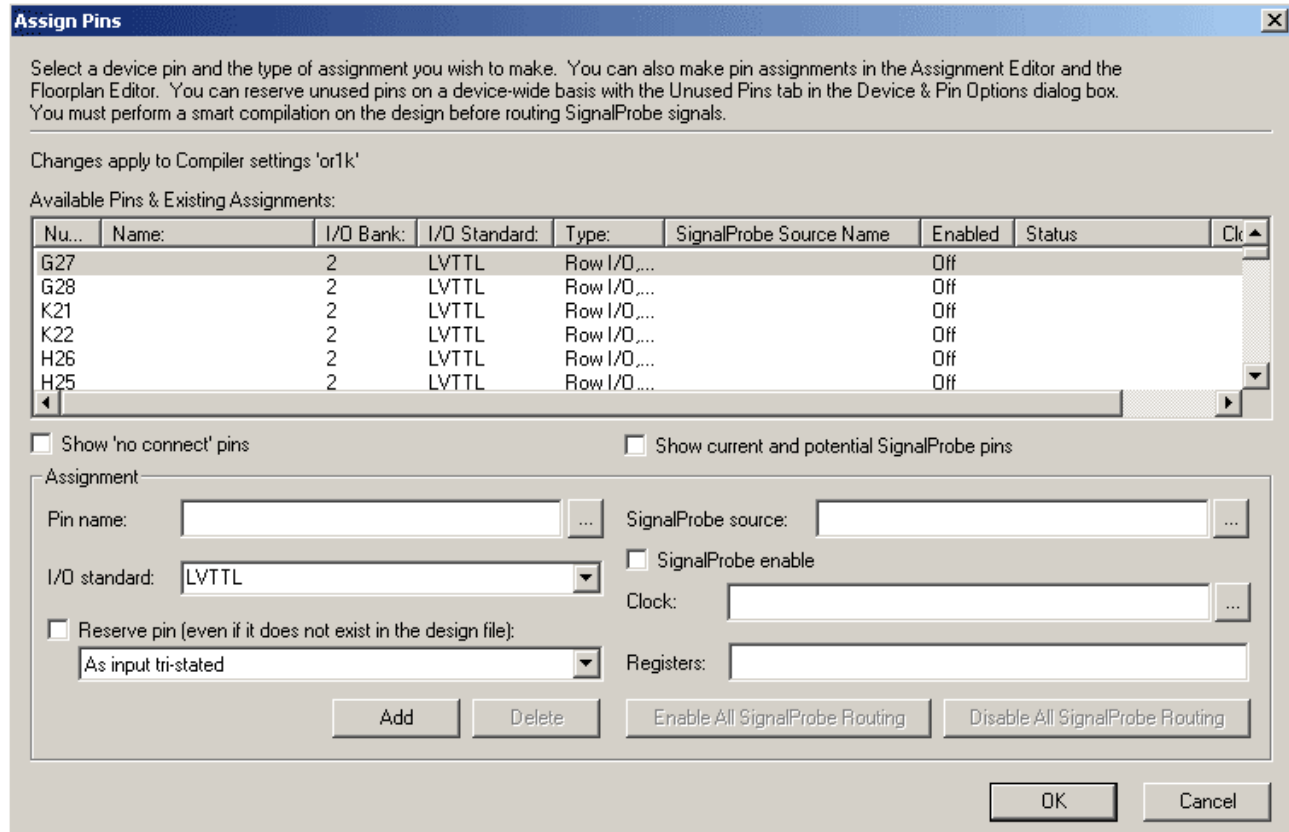 Assign Pins
Select a device pin and the type of assignment you wish to make.  You can also make pin assignments in the Assignment Editor and the
Floorplan Editor.  You can reserve unused pins on a device-wide basis with the Unused Pins tab in the Device & Pin Options dialog box.
You must perform a smart compilation on the design before routing SignalProbe signals.
Changes apply to Compiler settings 'or1k'
Available Pins & Existing Assignments:
Nu... Name: I/O Bank: I/O Standard: Type: SignalProbe Source Name Enabled Status Clo
G27 2 LVTTL Row I/O,... Off
G28 2 LVTTL Row I/O,... Off
K21 2 LVTTL Row I/O,... Off
K22 2 LVTTL Row I/O,... Off
H26 2 LVTTL Row I/O,... Off
H25 2 LVTTL Row I/O,... Off
Show 'no connect' pins Show current and potential SignalProbe pins
Assignment
Pin name: ... SignalProbe source: ...
SignalProbe enable
I/O standard: LVTTL
Clock: ...
Reserve pin (even if it does not exist in the design file):
As input tri-stated Registers:
Add Delete Enable All SignalProbe Routing Disable All SignalProbe Routing
OK Cancel